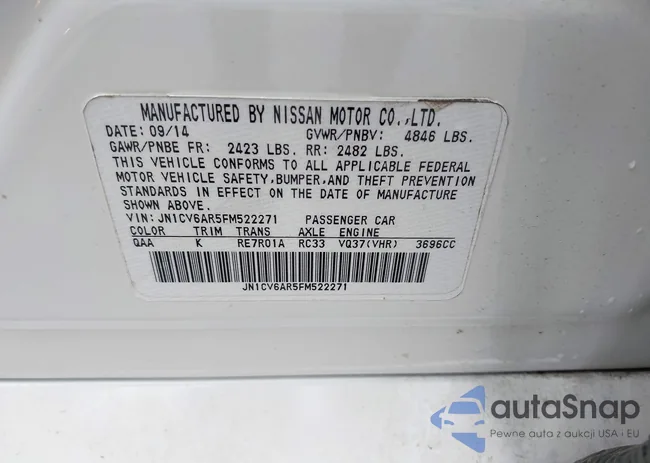 MANUFACTURED BY NISSAN MOTOR CO.,LTD.
DATE: 09/14 GVWR/PNBV: 4846 LBS.
GAWR/PNBE FR: 2423 LBS. RR: 2482 LBS.
THIS VEHICLE CONFORMS TO ALL APPLICABLE FEDERAL
MOTOR VEHICLE SAFETY,BUMPER,AND THEFT PREVENTION
STANDARDS IN EFFECT ON THE DATE OF MANUFACTURE
SHOWN ABOVE.
VIN: JN1CV6AR5FM522271 PASSENGER CAR
COLOR TRIM TRANS AXLE ENGINE
QAA K RE7R01A RC33 VQ37(VHR) 3696CC
JN1CV6AR5FM522271
autaSnap
Pewne auta z aukcji USA · EU